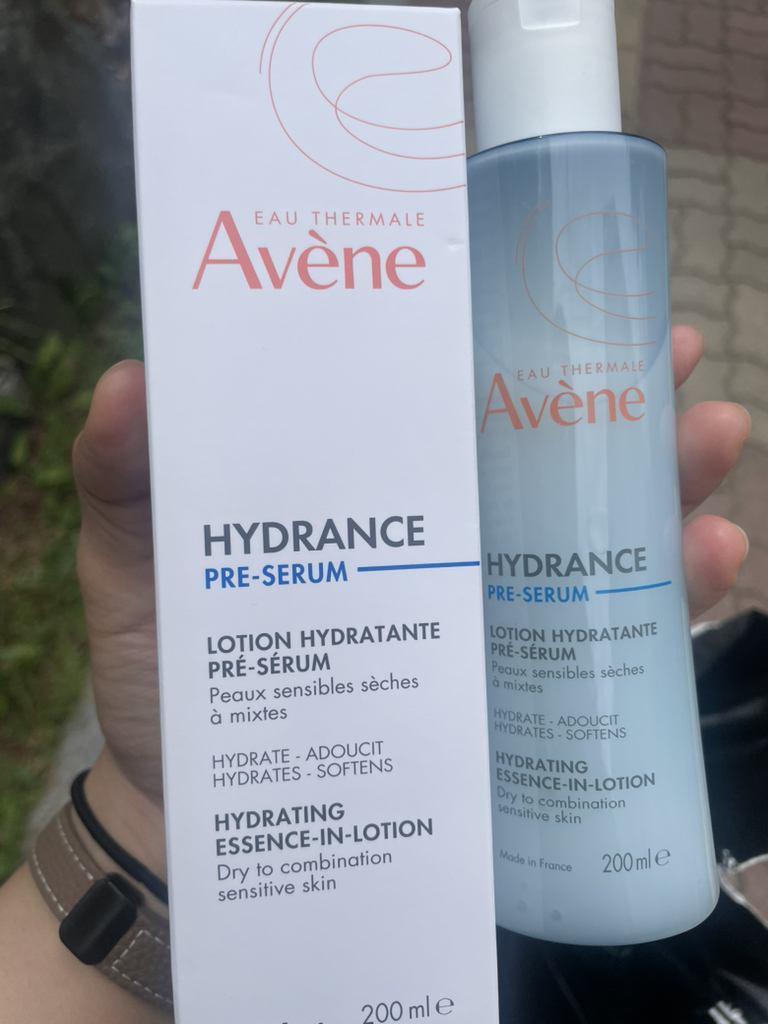 EAU THERMALE
Avène
HYDRANCE
PRE-SERUM
LOTION HYDRATANTE
PRÉ-SÉRUM
Peaux sensibles sèches
à mixtes
HYDRATE - ADOUCIT
HYDRATES - SOFTENS
HYDRATING
ESSENCE-IN-LOTION
Dry to combination
sensitive skin
200 ml e
EAU THERMALE
Avène
HYDRANCE
PRE-SERUM
LOTION HYDRATANTE
PRÉ-SÉRUM
Peaux sensibles sèches
à mixtes
HYDRATE - ADOUCIT
HYDRATES - SOFTENS
HYDRATING
ESSENCE-IN-LOTION
Dry to combination
sensitive skin
Made in France 200 ml e